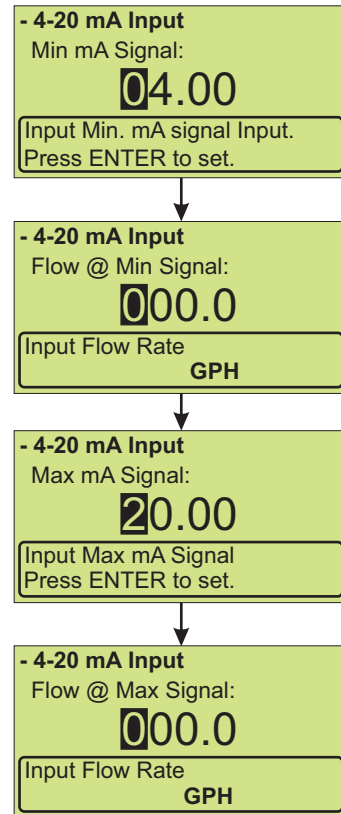 - 4-20 mA Input
Min mA Signal:
04.00
Input Min. mA signal Input.
Press ENTER to set.
- 4-20 mA Input
Flow @ Min Signal:
000.0
Input Flow Rate
GPH
- 4-20 mA Input
Max mA Signal:
20.00
Input Max mA Signal
Press ENTER to set.
- 4-20 mA Input
Flow @ Max Signal:
000.0
Input Flow Rate
GPH